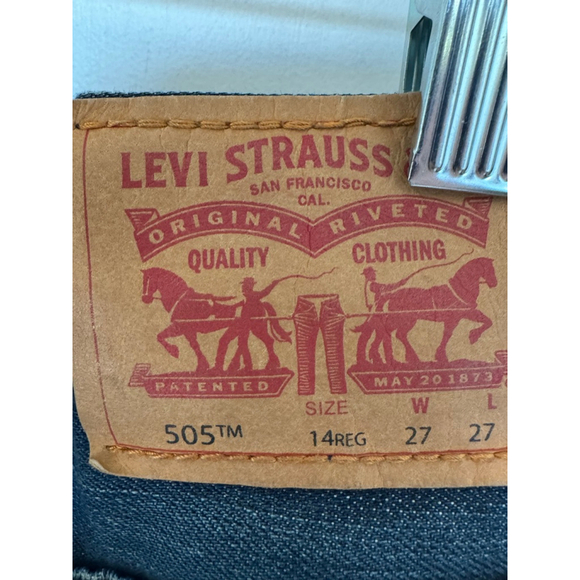 LEVI STRAUSS
SAN FRANCISCO
CAL.
ORIGINAL RIVETED
QUALITY CLOTHING
PATENTED MAY 20 1873
SIZE W L
505™ 14REG 27 27